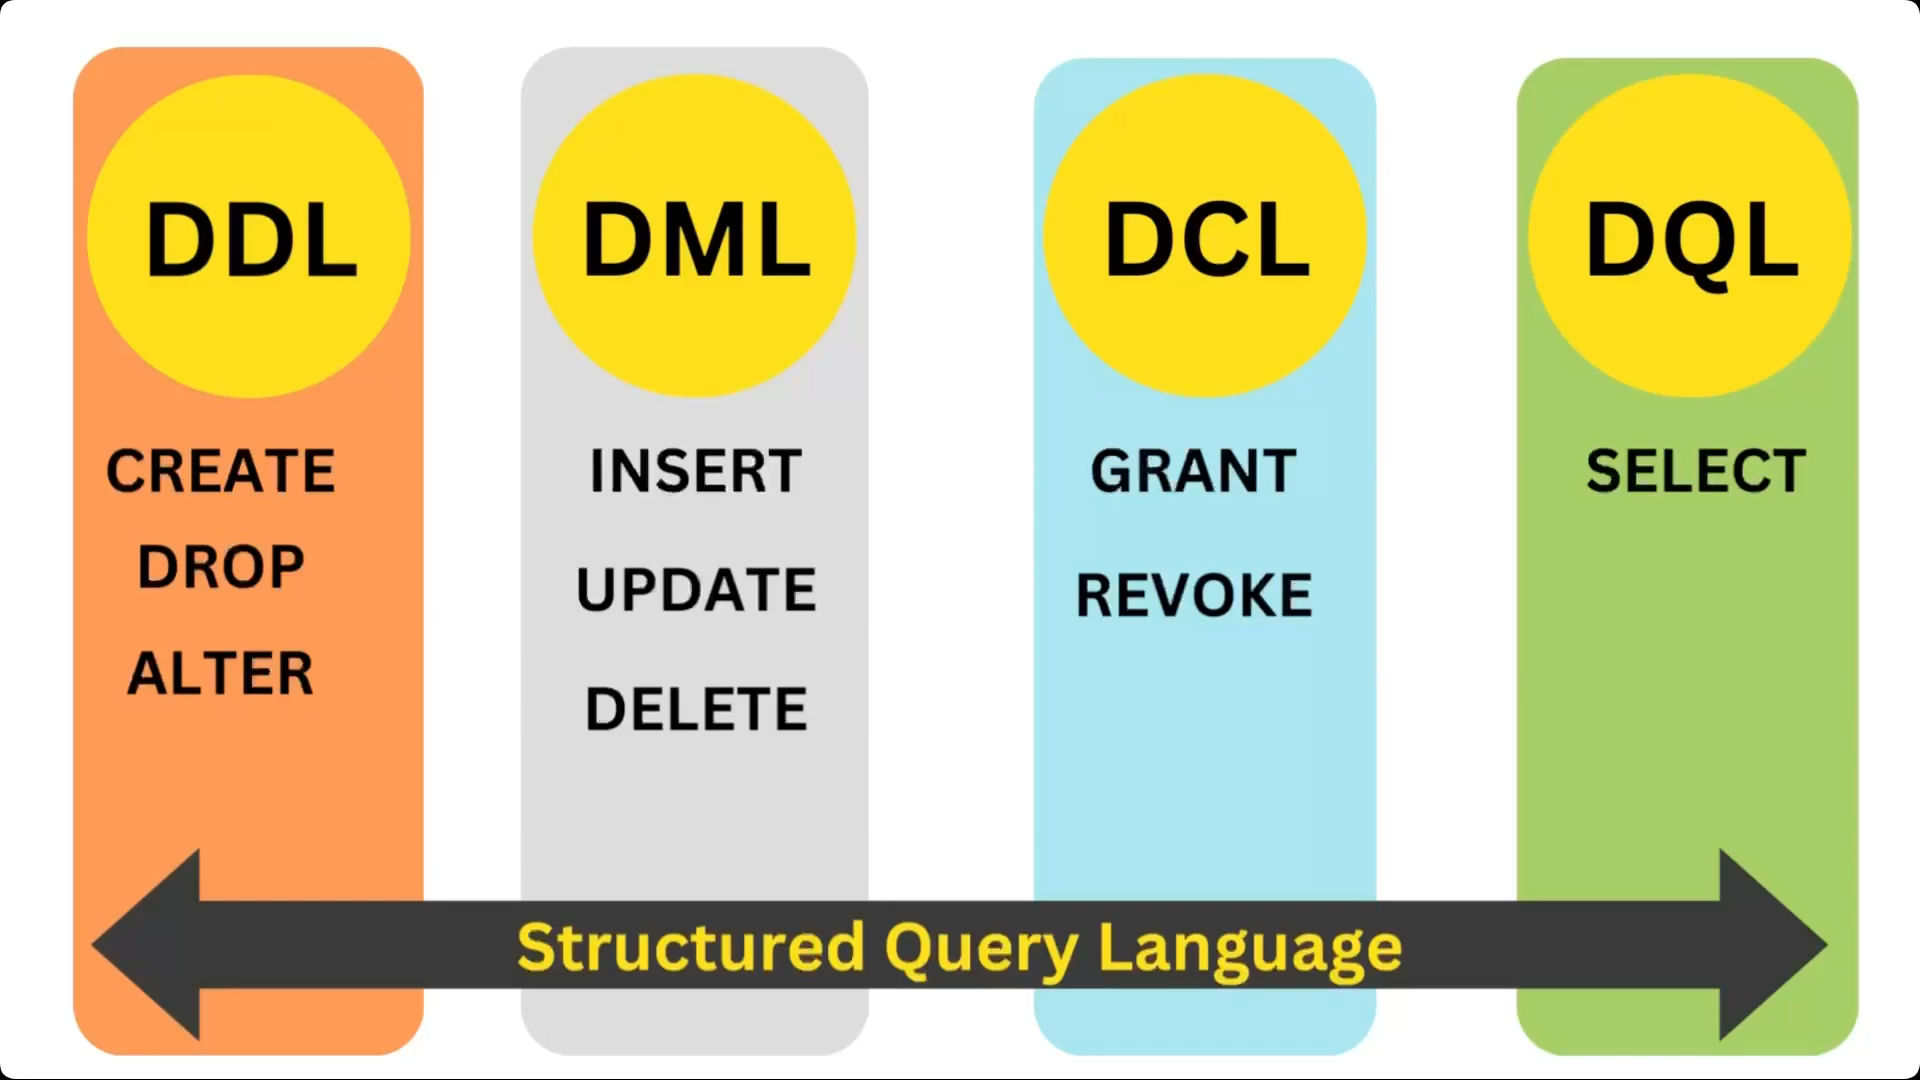 DDL
CREATE
DROP
ALTER
DML
INSERT
UPDATE
DELETE
DCL
GRANT
REVOKE
DQL
SELECT
Structured Query Language